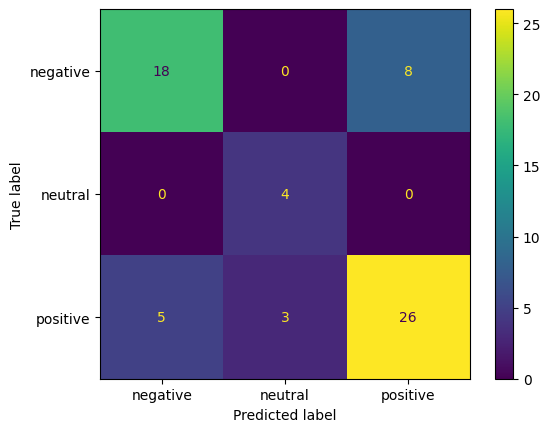 negative 18 0 8
neutral 0 4 0
positive 5 3 26
negative neutral positive
Predicted label
True label
25
20
15
10
5
0